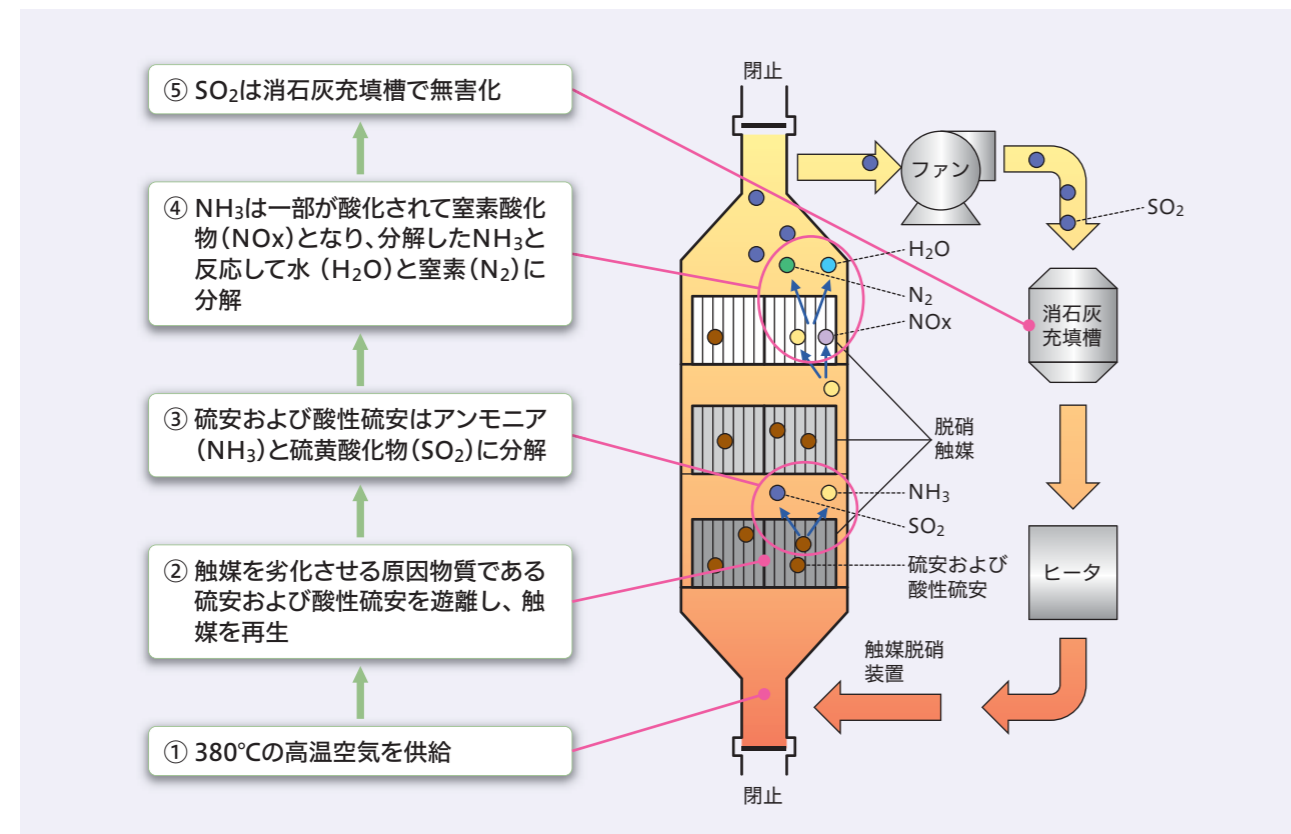 ⑤ SO₂は消石灰充填槽で無害化
④ NH₃は一部が酸化されて窒素酸化
物（NOx）となり、分解したNH₃と
反応して水（H₂O）と窒素（N₂）に
分解
③ 硫安および酸性硫安はアンモニア
（NH₃）と硫黄酸化物（SO₂）に分解
② 触媒を劣化させる原因物質である
硫安および酸性硫安を遊離し、触
媒を再生
① 380℃の高温空気を供給
閉止
ファン
SO₂
H₂O
N₂
NOx
消石灰
充填槽
脱硝
触媒
NH₃
SO₂
硫安および
酸性硫安
ヒータ
触媒脱硝
装置
閉止